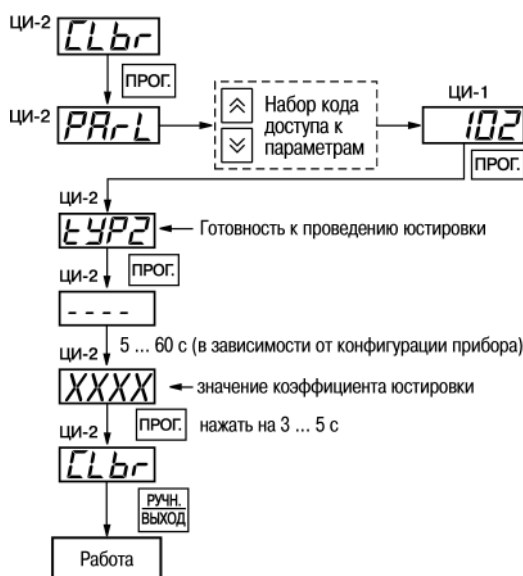 ЦИ-2
CLbr
ПРОГ.
ЦИ-2
PArL
Набор кода
доступа к
параметрам
ЦИ-1
102
ПРОГ.
ЦИ-2
tYP2
Готовность к проведению юстировки
ПРОГ.
ЦИ-2
----
5 ... 60 с (в зависимости от конфигурации прибора)
ЦИ-2
XXXX
значение коэффициента юстировки
ПРОГ.
нажать на 3 ... 5 с
ЦИ-2
CLbr
РУЧН.
ВЫХОД
Работа